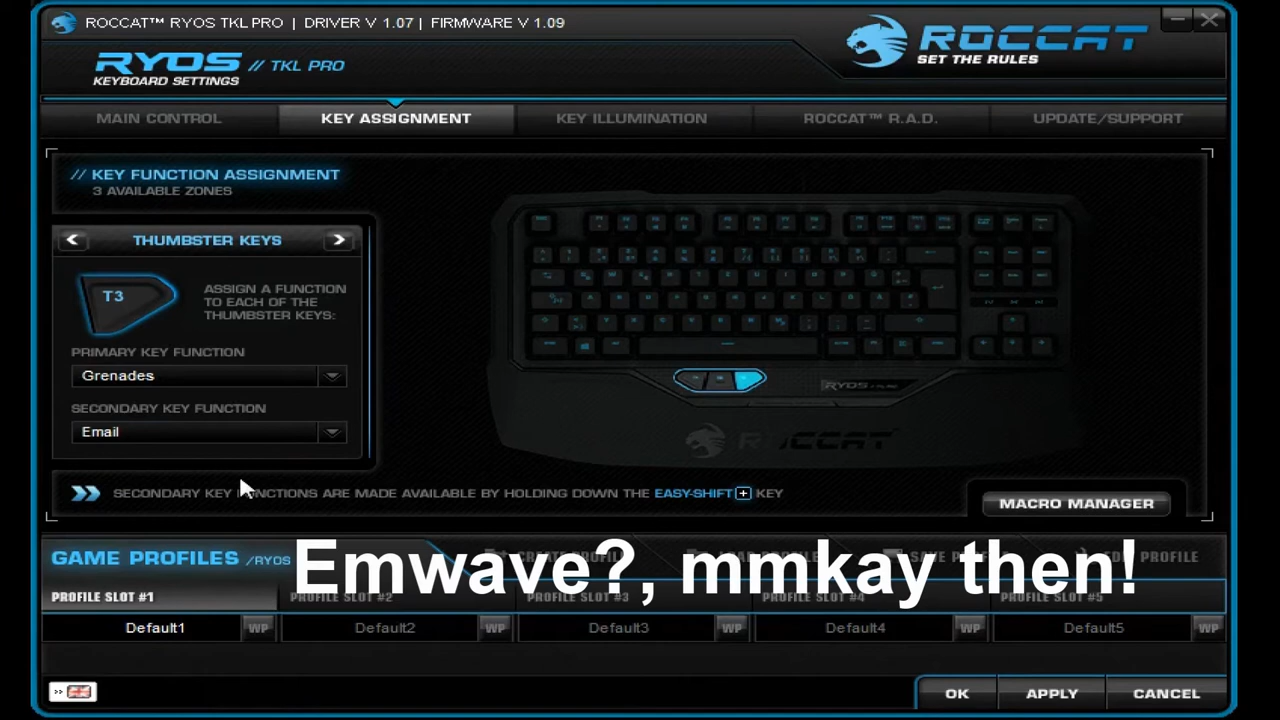 ROCCAT™ RYOS TKL PRO | DRIVER V 1.07 | FIRMWARE V 1.09
RYOS // TKL PRO
KEYBOARD SETTINGS
ROCCAT
SET THE RULES
MAIN CONTROL
KEY ASSIGNMENT
KEY ILLUMINATION
ROCCAT™ R.A.D.
UPDATE/SUPPORT
// KEY FUNCTION ASSIGNMENT
3 AVAILABLE ZONES
THUMBSTER KEYS
T3
ASSIGN A FUNCTION
TO EACH OF THE
THUMBSTER KEYS:
PRIMARY KEY FUNCTION
Grenades
SECONDARY KEY FUNCTION
Email
ROCCAT
SECONDARY KEY FUNCTIONS ARE MADE AVAILABLE BY HOLDING DOWN THE EASY-SHIFT + KEY
MACRO MANAGER
GAME PROFILES /RYOS
Emwave?, mmkay then!
PROFILE SLOT #1
PROFILE SLOT #2
PROFILE SLOT #3
PROFILE SLOT #4
PROFILE SLOT #5
Default1 WP
Default2 WP
Default3 WP
Default4 WP
Default5 WP
OK
APPLY
CANCEL